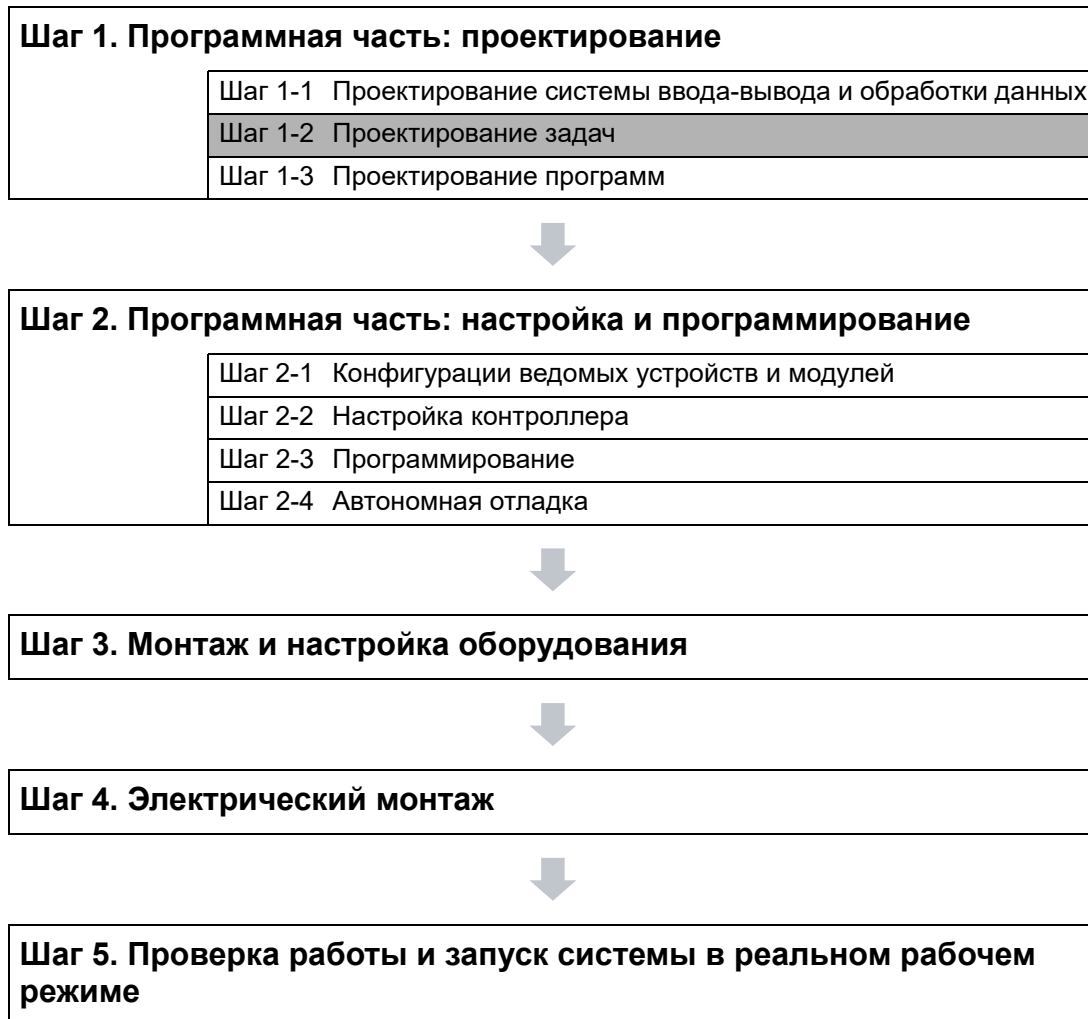 Шаг 1. Программная часть: проектирование
Шаг 1-1 Проектирование системы ввода-вывода и обработки данных
Шаг 1-2 Проектирование задач
Шаг 1-3 Проектирование программ
Шаг 2. Программная часть: настройка и программирование
Шаг 2-1 Конфигурации ведомых устройств и модулей
Шаг 2-2 Настройка контроллера
Шаг 2-3 Программирование
Шаг 2-4 Автономная отладка
Шаг 3. Монтаж и настройка оборудования
Шаг 4. Электрический монтаж
Шаг 5. Проверка работы и запуск системы в реальном рабочем
режиме